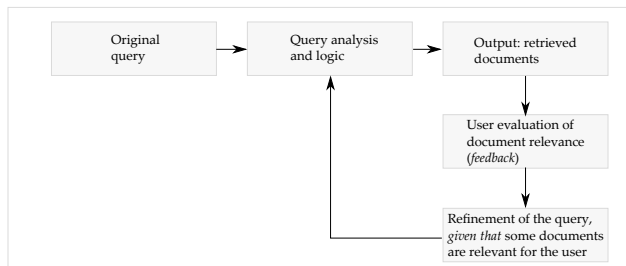 Original
query
Query analysis
and logic
Output: retrieved
documents
User evaluation of
document relevance
(feedback)
Refinement of the query,
given that some documents
are relevant for the user